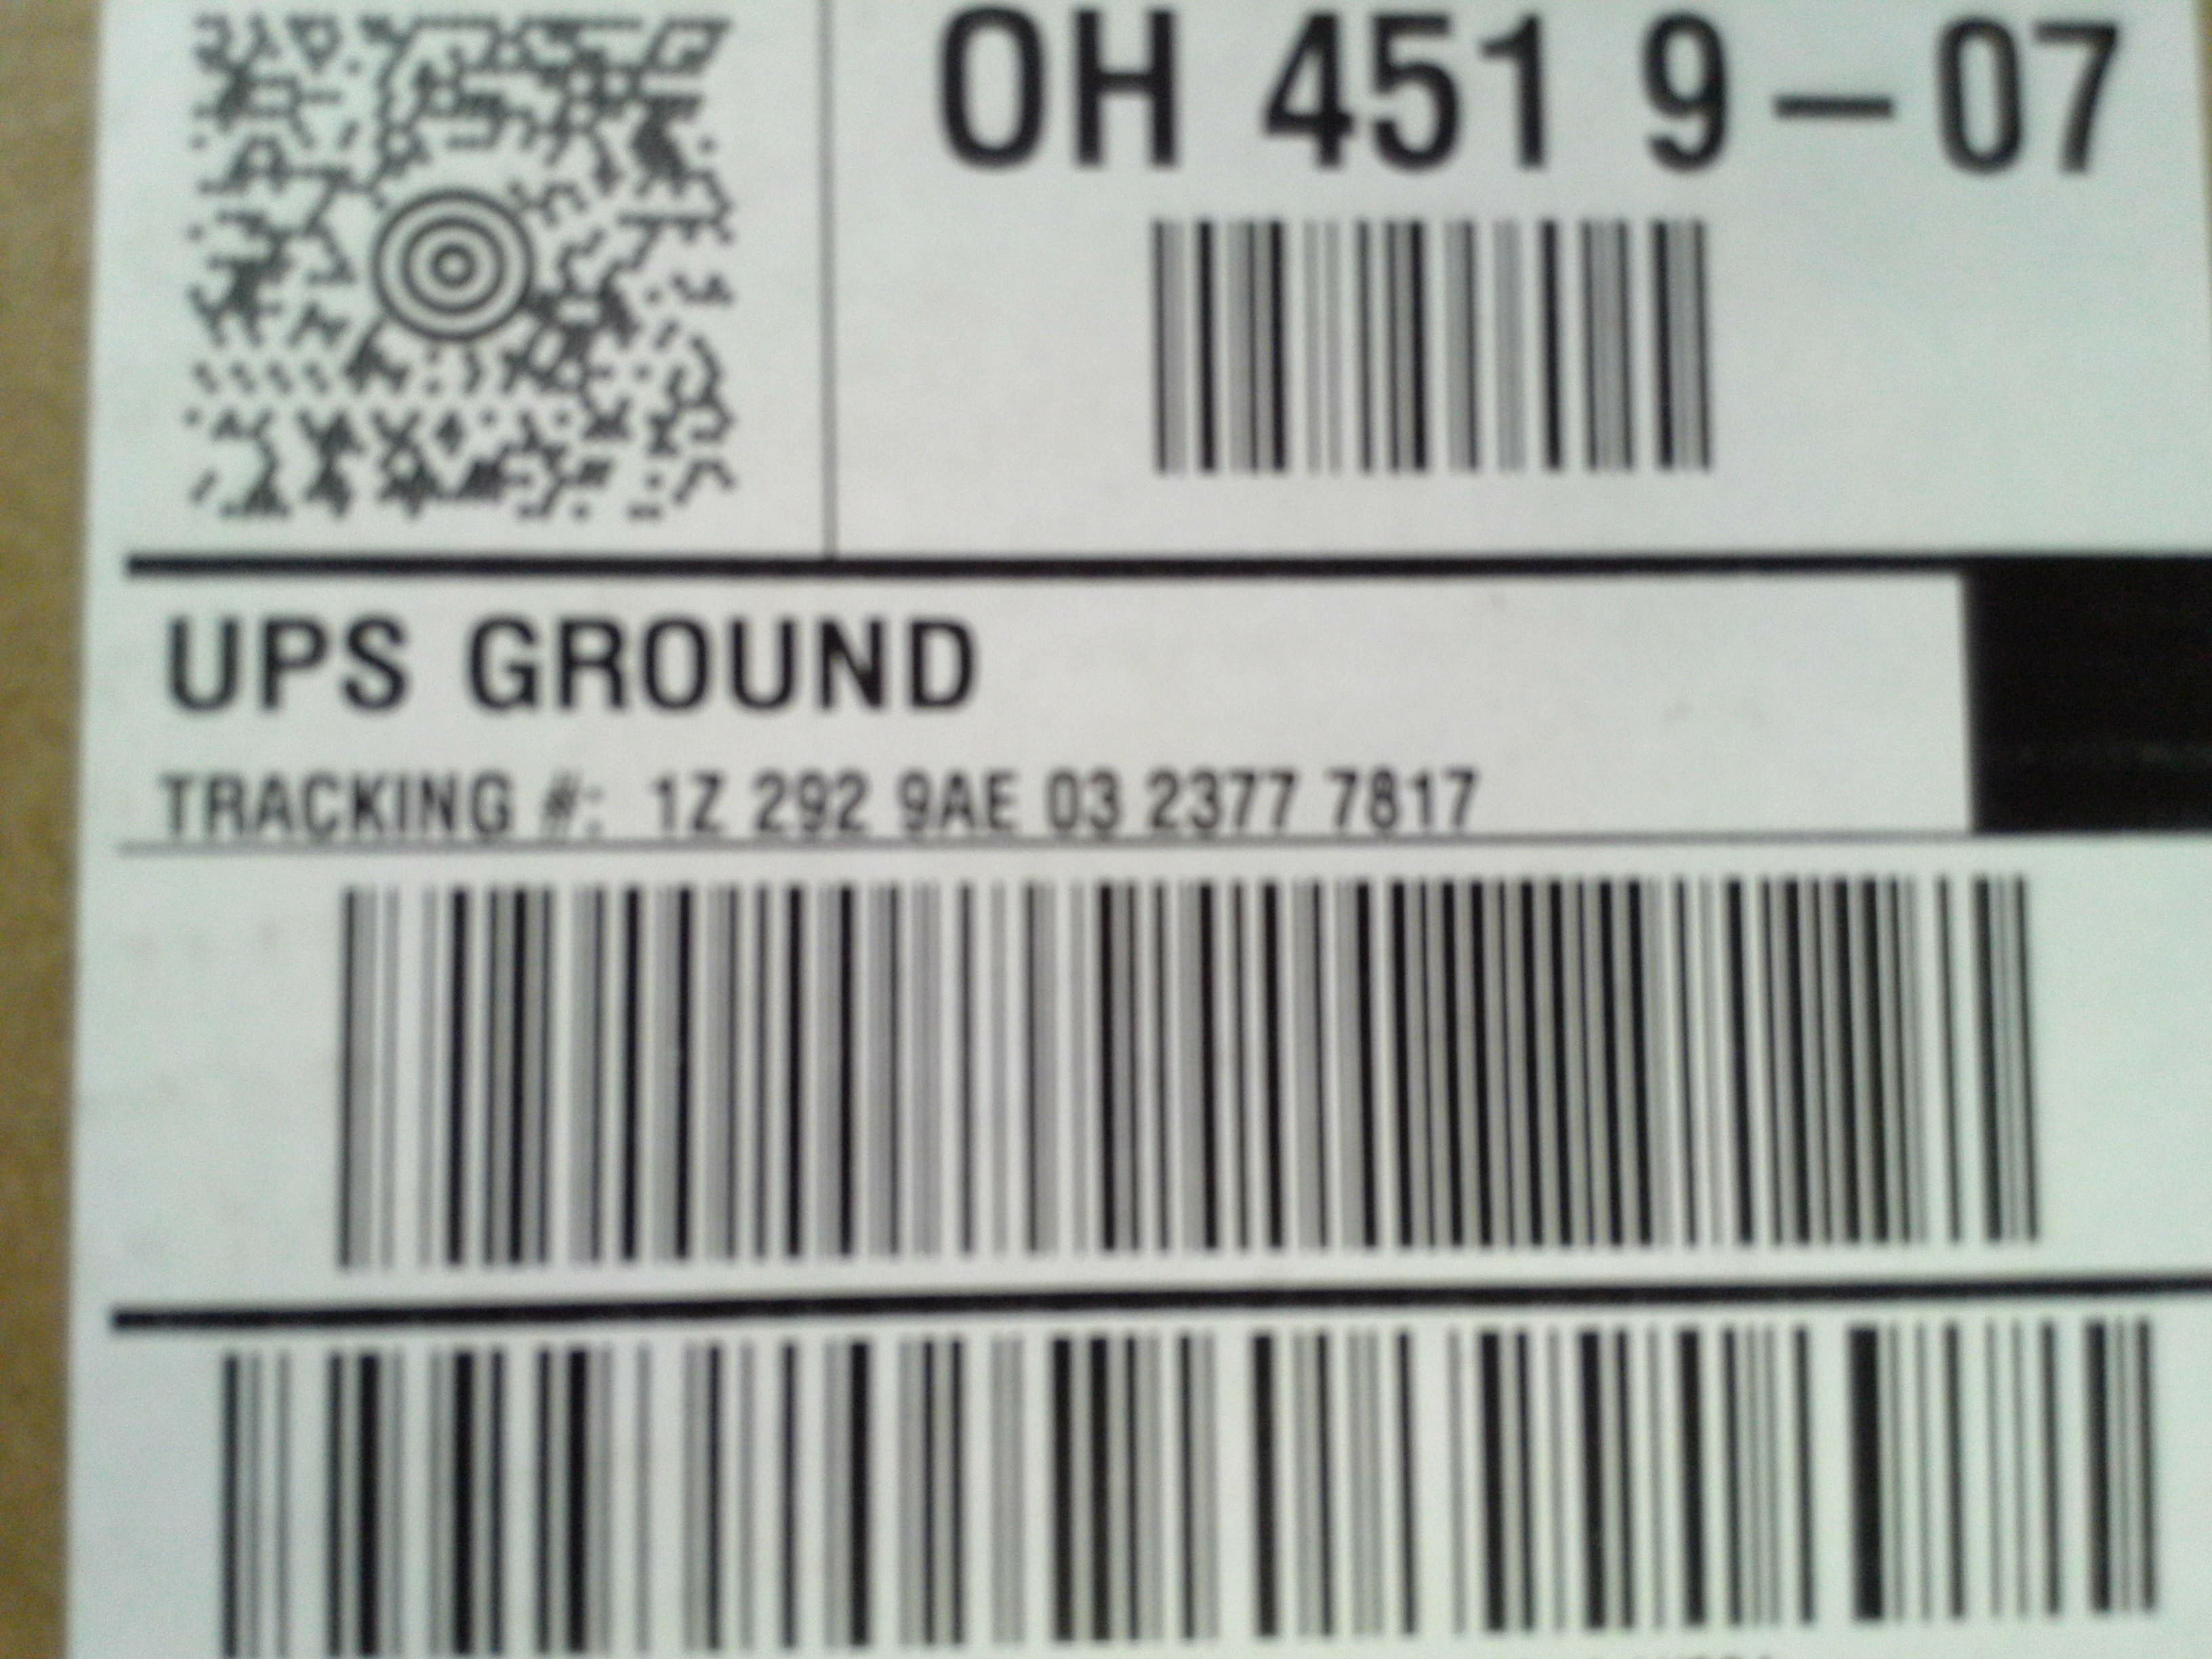 OH 451 9-07
UPS GROUND
TRACKING #: 1Z 292 9AE 03 2377 7817